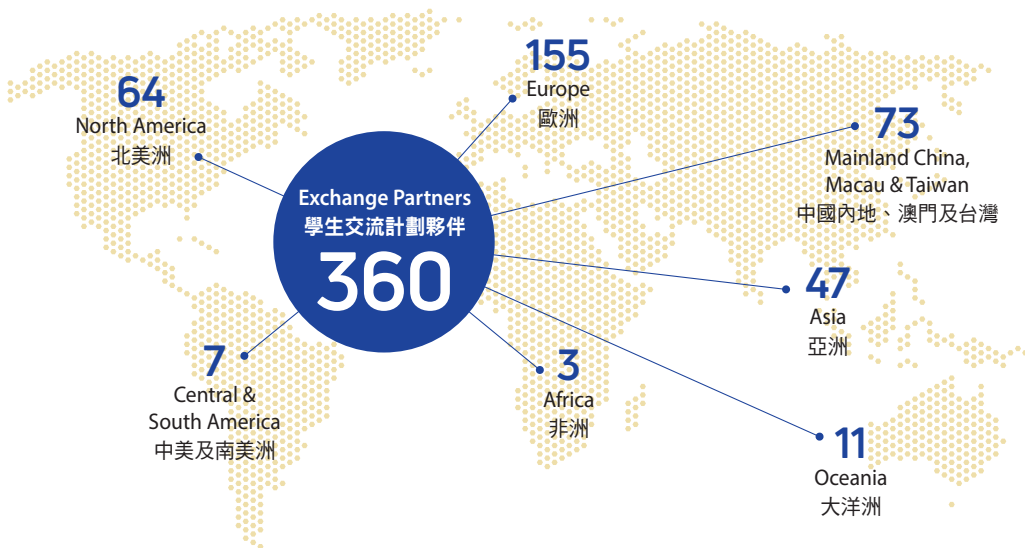 155
Europe
歐洲
64
North America
北美洲
73
Mainland China,
Macau & Taiwan
中國內地、澳門及台灣
Exchange Partners
學生交流計劃夥伴
360
47
Asia
亞洲
7
Central &
South America
中美及南美洲
3
Africa
非洲
11
Oceania
大洋洲